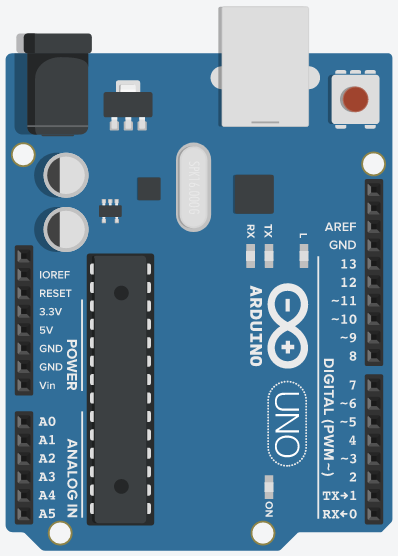 SPK16.000G
RX
TX
L
AREF
GND
13
12
~11
~10
~9
8
IOREF
RESET
3.3V
5V
GND
GND
Vin
POWER
ARDUINO
UNO
DIGITAL (PWM~)
7
~6
~5
4
~3
2
TX→1
RX←0
A0
A1
A2
A3
A4
A5
ANALOG IN
ON